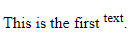 This is the first text.